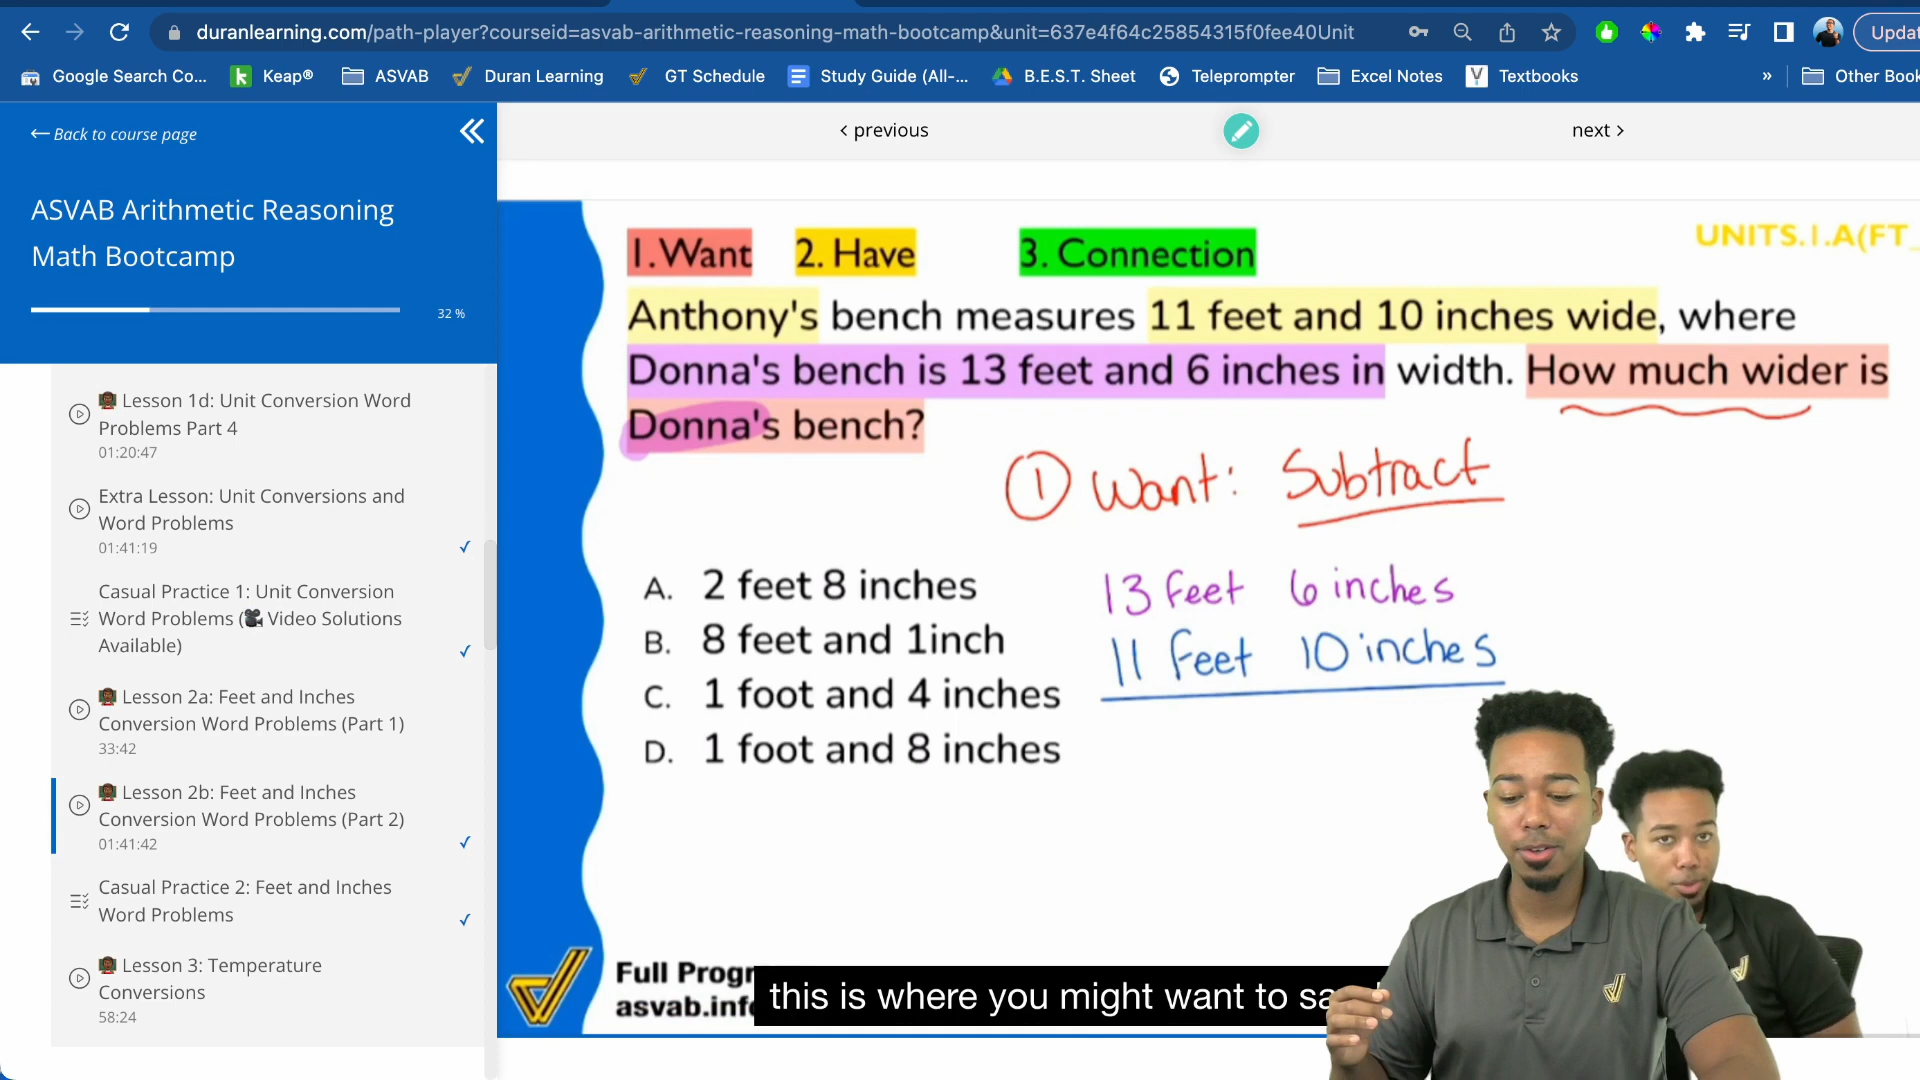 duranlearning.com/path-player?courseid=asvab-arithmetic-reasoning-math-bootcamp&unit=637e4f64c25854315f0fee40Unit
Updat
Google Search Co...
Keap®
ASVAB
Duran Learning
GT Schedule
Study Guide (All-...
B.E.S.T. Sheet
Teleprompter
Excel Notes
Textbooks
»
Other Book
Back to course page
ASVAB Arithmetic Reasoning
Math Bootcamp
32 %
Lesson 1d: Unit Conversion Word
Problems Part 4
01:20:47
Extra Lesson: Unit Conversions and
Word Problems
01:41:19
Casual Practice 1: Unit Conversion
Word Problems (🎥 Video Solutions
Available)
Lesson 2a: Feet and Inches
Conversion Word Problems (Part 1)
33:42
Lesson 2b: Feet and Inches
Conversion Word Problems (Part 2)
01:41:42
Casual Practice 2: Feet and Inches
Word Problems
Lesson 3: Temperature
Conversions
58:24
< previous
next >
1.Want 2. Have 3. Connection
UNITS.1.A(FT_
Anthony's bench measures 11 feet and 10 inches wide, where
Donna's bench is 13 feet and 6 inches in width. How much wider is
Donna's bench?
① Want: Subtract
A. 2 feet 8 inches
B. 8 feet and 1inch
C. 1 foot and 4 inches
D. 1 foot and 8 inches
13 feet 6 inches
11 feet 10 inches
Full Progr
asvab.info
this is where you might want to sa